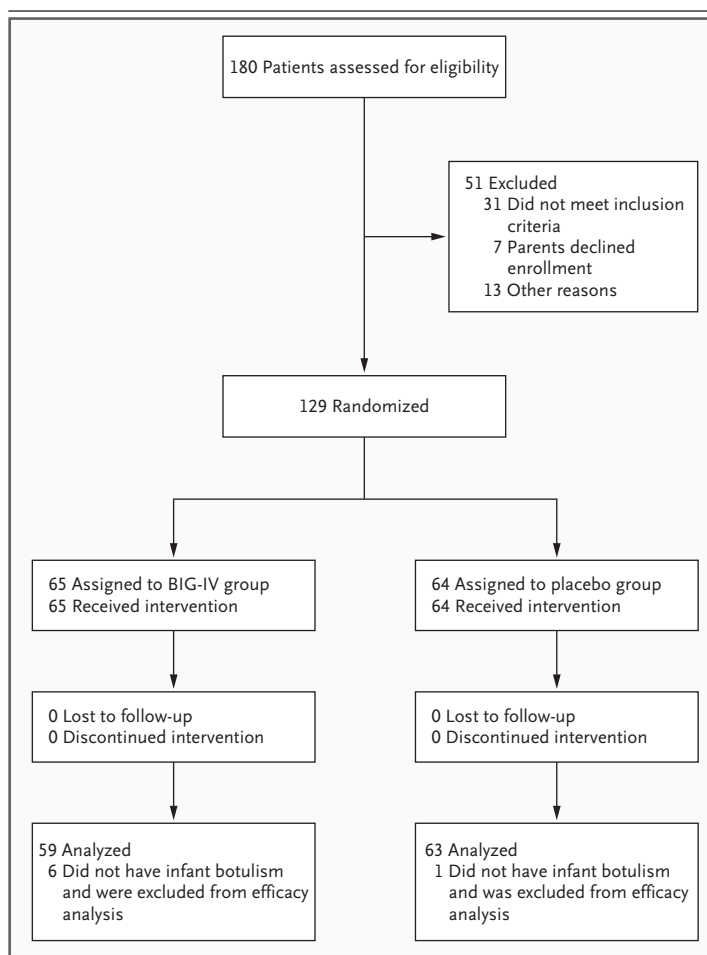 180 Patients assessed for eligibility
51 Excluded
31 Did not meet inclusion
criteria
7 Parents declined
enrollment
13 Other reasons
129 Randomized
65 Assigned to BIG-IV group
65 Received intervention
64 Assigned to placebo group
64 Received intervention
0 Lost to follow-up
0 Discontinued intervention
0 Lost to follow-up
0 Discontinued intervention
59 Analyzed
6 Did not have infant botulism
and were excluded from efficacy
analysis
63 Analyzed
1 Did not have infant botulism
and was excluded from efficacy
analysis